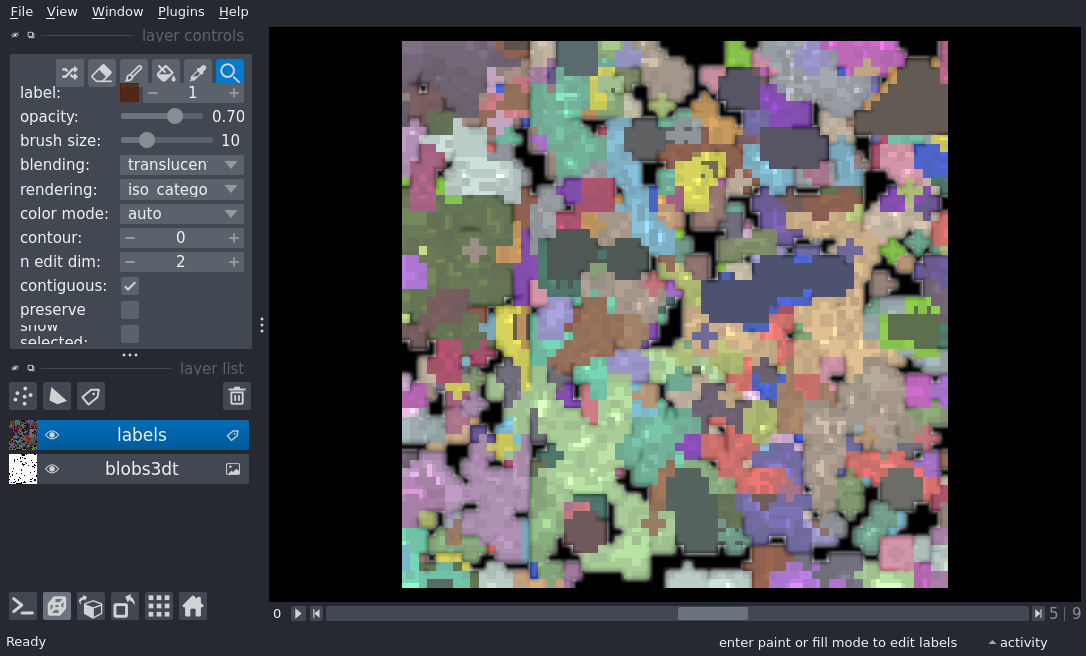 File View Window Plugins Help
layer controls
label: 1
opacity: 0.70
brush size: 10
blending: translucen
rendering: iso catego
color mode: auto
contour: 0
n edit dim: 2
contiguous:
preserve
show
selected:
layer list
labels
blobs3dt
0 5 | 9
Ready enter paint or fill mode to edit labels activity